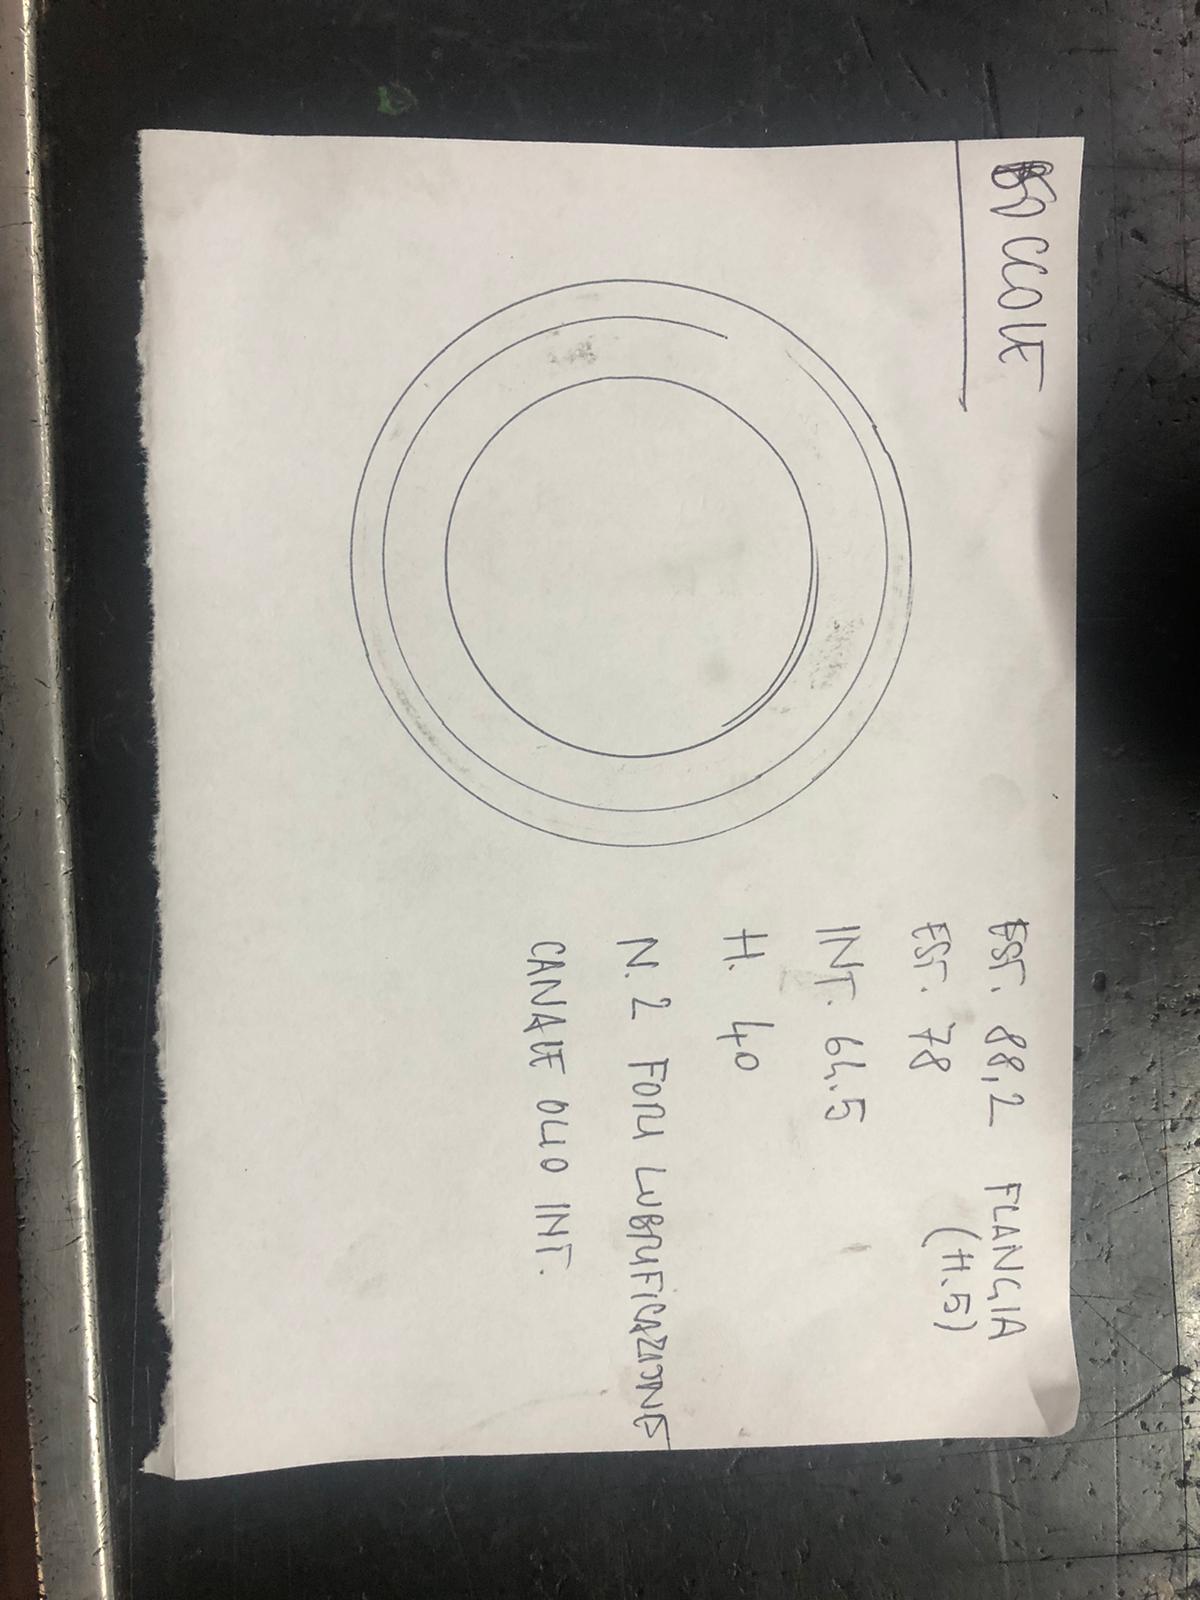 BOCCOLE
EST. 88,2 FLANGIA
(H.5)
EST. 78
INT. 64.5
H. 40
N. 2 FORI LUBRIFICAZIONE
CANALE OLIO INT.